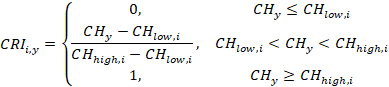 CRI_{i,y} = { 0, CH_y ≤ CH_{low,i}
(CH_y − CH_{low,i}) / (CH_{high,i} − CH_{low,i}), CH_{low,i} < CH_y < CH_{high,i}
1, CH_y ≥ CH_{high,i}